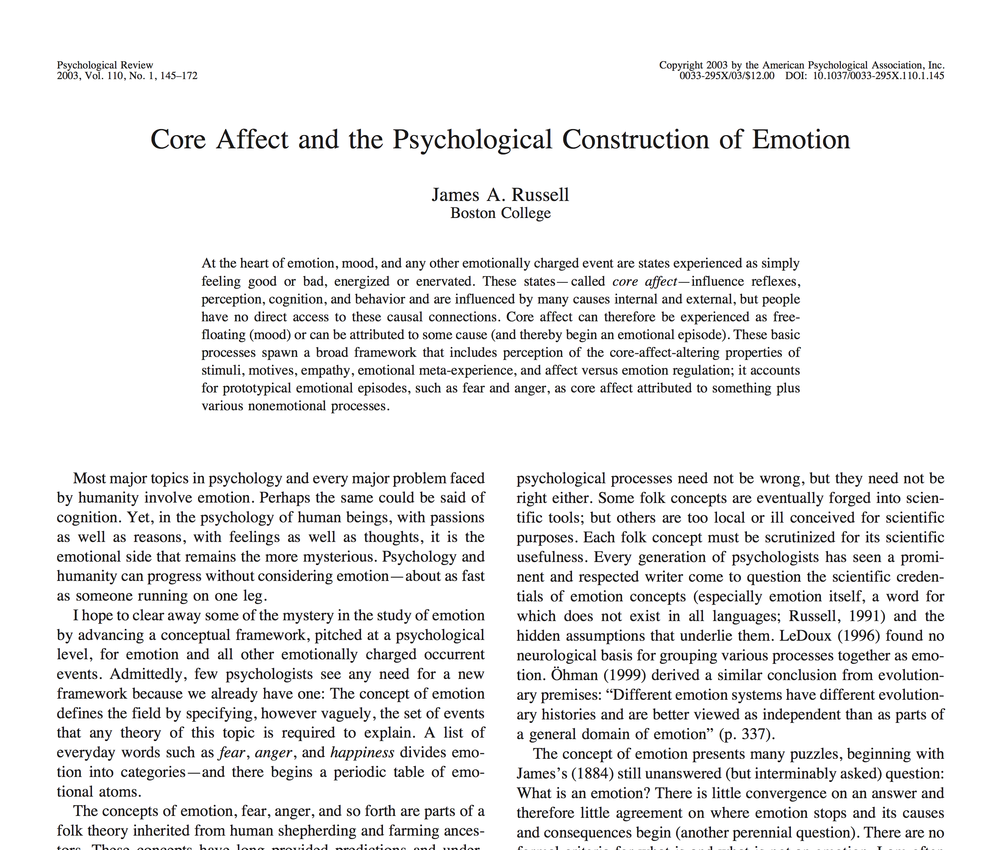 Psychological Review
2003, Vol. 110, No. 1, 145–172
Copyright 2003 by the American Psychological Association, Inc.
0033-295X/03/$12.00 DOI: 10.1037/0033-295X.110.1.145
Core Affect and the Psychological Construction of Emotion
James A. Russell
Boston College
At the heart of emotion, mood, and any other emotionally charged event are states experienced as simply
feeling good or bad, energized or enervated. These states—called core affect—influence reflexes,
perception, cognition, and behavior and are influenced by many causes internal and external, but people
have no direct access to these causal connections. Core affect can therefore be experienced as free-
floating (mood) or can be attributed to some cause (and thereby begin an emotional episode). These basic
processes spawn a broad framework that includes perception of the core-affect-altering properties of
stimuli, motives, empathy, emotional meta-experience, and affect versus emotion regulation; it accounts
for prototypical emotional episodes, such as fear and anger, as core affect attributed to something plus
various nonemotional processes.
Most major topics in psychology and every major problem faced
by humanity involve emotion. Perhaps the same could be said of
cognition. Yet, in the psychology of human beings, with passions
as well as reasons, with feelings as well as thoughts, it is the
emotional side that remains the more mysterious. Psychology and
humanity can progress without considering emotion—about as fast
as someone running on one leg.
I hope to clear away some of the mystery in the study of emotion
by advancing a conceptual framework, pitched at a psychological
level, for emotion and all other emotionally charged occurrent
events. Admittedly, few psychologists see any need for a new
framework because we already have one: The concept of emotion
defines the field by specifying, however vaguely, the set of events
that any theory of this topic is required to explain. A list of
everyday words such as fear, anger, and happiness divides emo-
tion into categories—and there begins a periodic table of emo-
tional atoms.
The concepts of emotion, fear, anger, and so forth are parts of a
folk theory inherited from human shepherding and farming ances-
tors. These concepts have long provided predictions and under-
psychological processes need not be wrong, but they need not be
right either. Some folk concepts are eventually forged into scien-
tific tools; but others are too local or ill conceived for scientific
purposes. Each folk concept must be scrutinized for its scientific
usefulness. Every generation of psychologists has seen a promi-
nent and respected writer come to question the scientific creden-
tials of emotion concepts (especially emotion itself, a word for
which does not exist in all languages; Russell, 1991) and the
hidden assumptions that underlie them. LeDoux (1996) found no
neurological basis for grouping various processes together as emo-
tion. Öhman (1999) derived a similar conclusion from evolution-
ary premises: “Different emotion systems have different evolution-
ary histories and are better viewed as independent than as parts of
a general domain of emotion” (p. 337).
The concept of emotion presents many puzzles, beginning with
James’s (1884) still unanswered (but interminably asked) question:
What is an emotion? There is little convergence on an answer and
therefore little agreement on where emotion stops and its causes
and consequences begin (another perennial question). There are no
formal criteria for what is and what is not an emotion. I am often